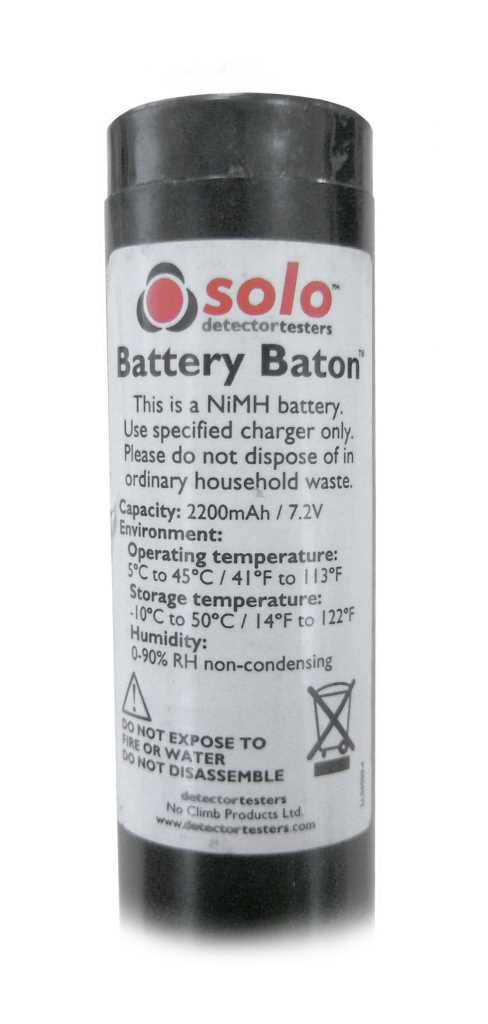 solo™
detectortesters
Battery Baton™
This is a NiMH battery.
Use specified charger only.
Please do not dispose of in
ordinary household waste.
Capacity: 2200mAh / 7.2V
Environment:
Operating temperature:
5°C to 45°C / 41°F to 113°F
Storage temperature:
-10°C to 50°C / 14°F to 122°F
Humidity:
0-90% RH non-condensing
DO NOT EXPOSE TO
FIRE OR WATER
DO NOT DISASSEMBLE
detectortesters
No Climb Products Ltd.
www.detectortesters.com